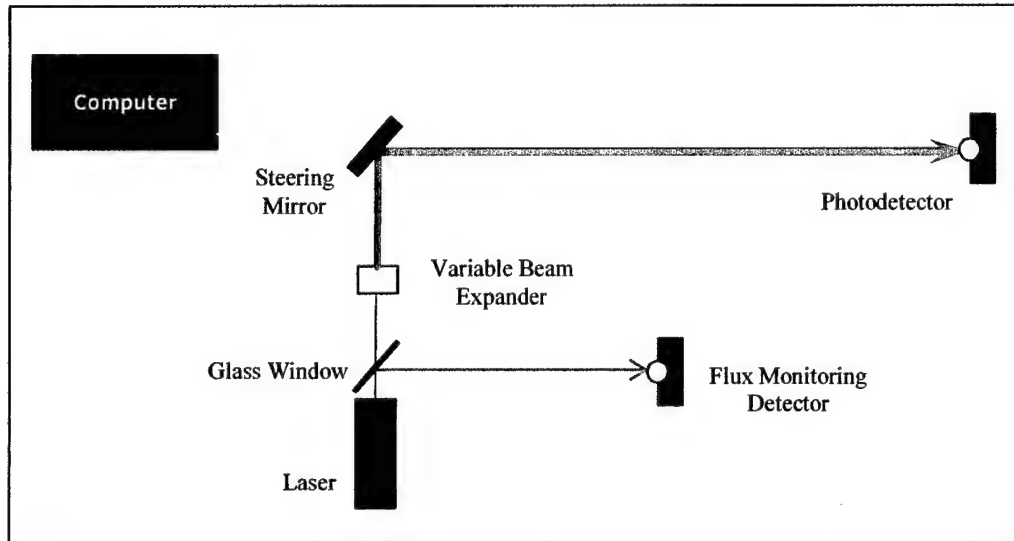 Computer
Steering
Mirror
Photodetector
Variable Beam
Expander
Glass Window
Flux Monitoring
Detector
Laser